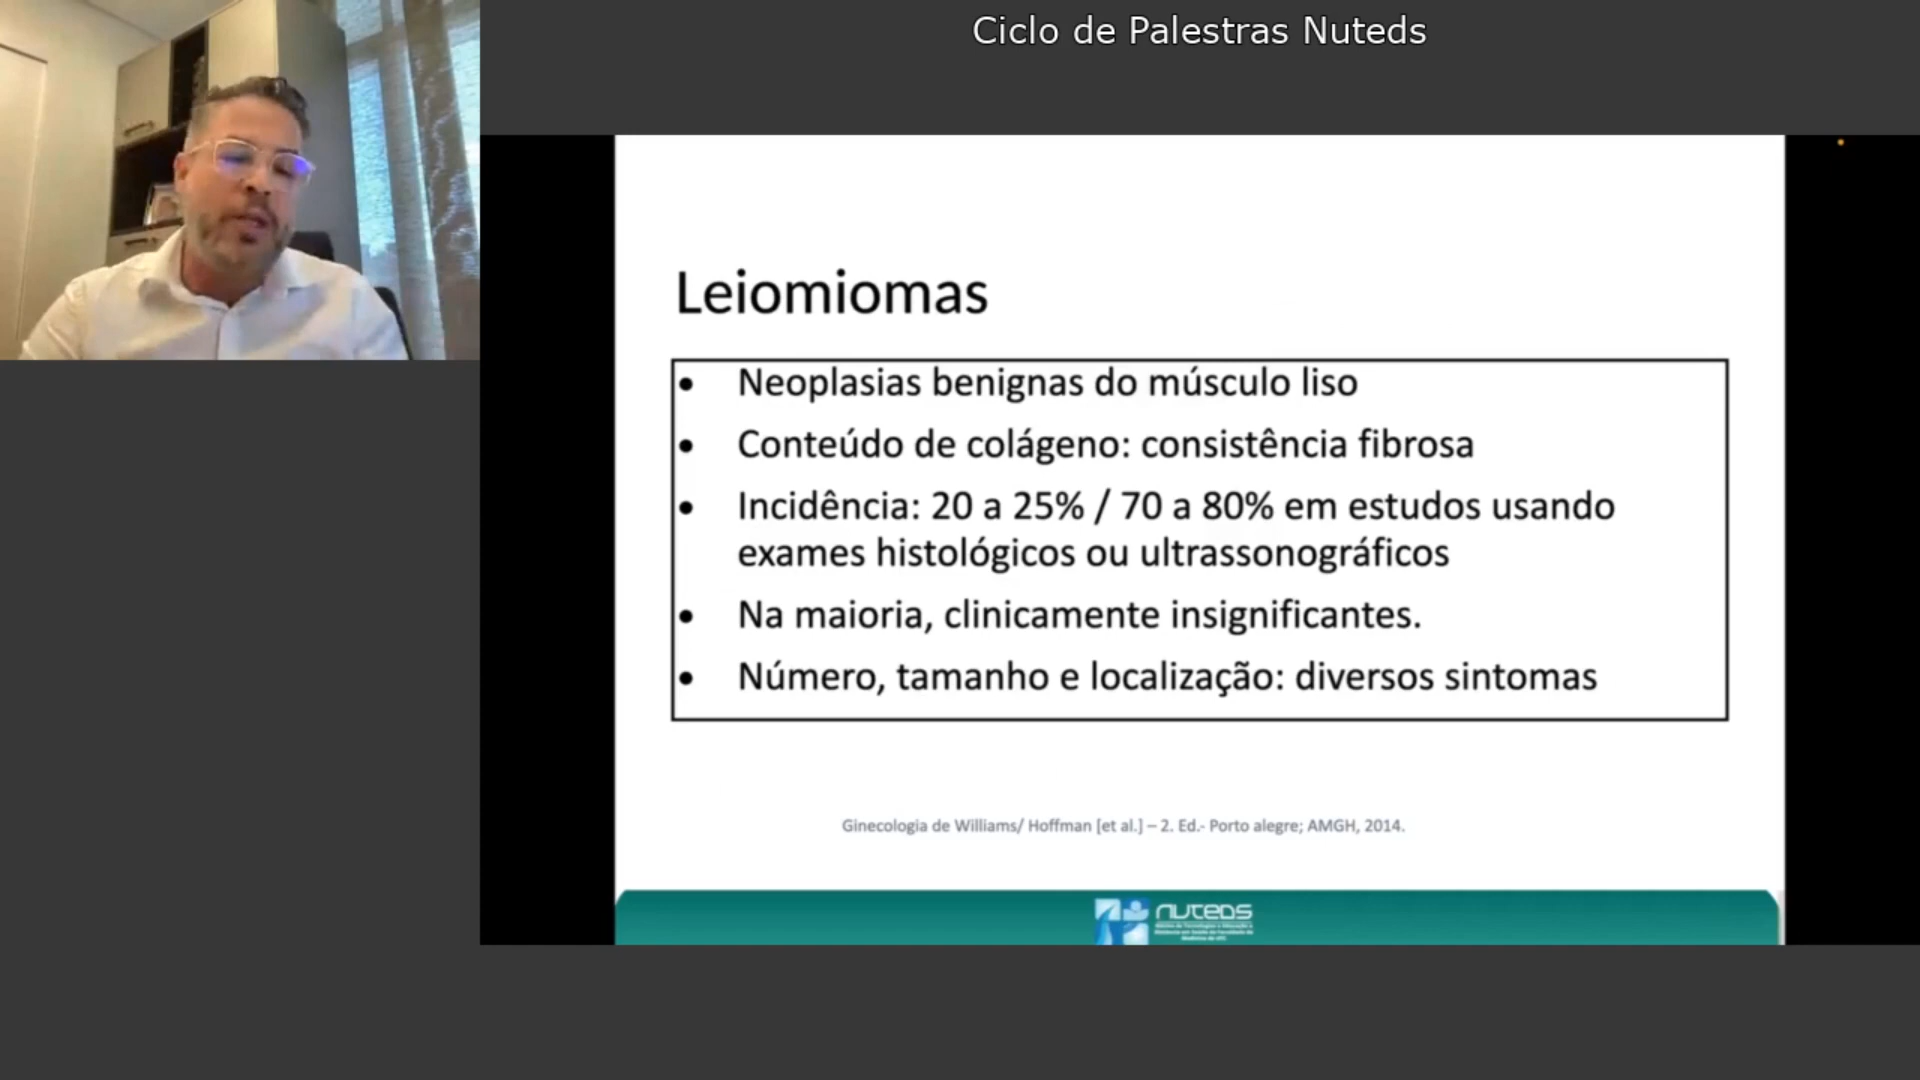 Ciclo de Palestras Nuteds
Leiomiomas
• Neoplasias benignas do músculo liso
• Conteúdo de colágeno: consistência fibrosa
• Incidência: 20 a 25% / 70 a 80% em estudos usando
exames histológicos ou ultrassonográficos
• Na maioria, clinicamente insignificantes.
• Número, tamanho e localização: diversos sintomas
Ginecologia de Williams/ Hoffman [et al.] – 2. Ed.- Porto alegre; AMGH, 2014.
nuteds